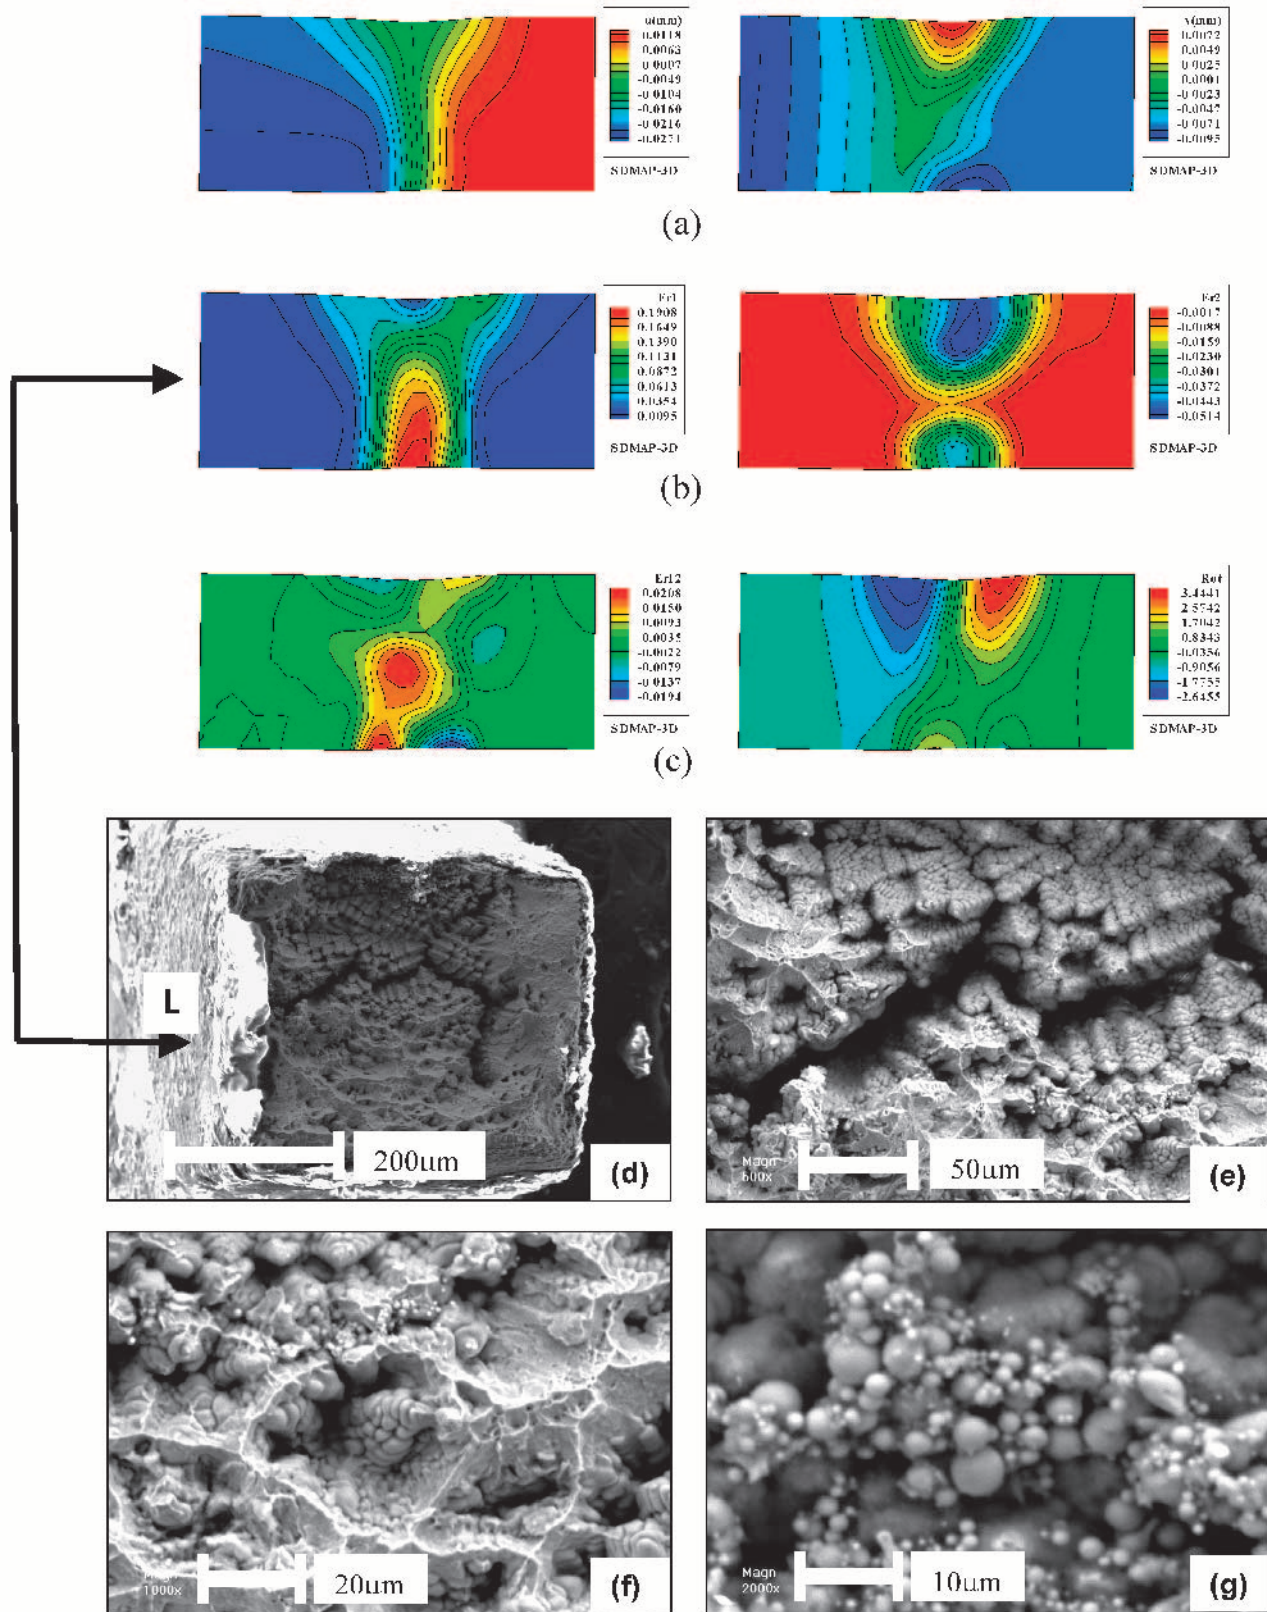 u(mm)
0.0118
0.0063
0.0007
-0.0049
-0.0104
-0.0160
-0.0216
-0.0271
SDMAP-3D
v(mm)
0.0072
0.0049
0.0025
0.0001
-0.0023
-0.0047
-0.0071
-0.0095
SDMAP-3D
(a)
Er1
0.1908
0.1649
0.1390
0.1131
0.0872
0.0613
0.0354
0.0095
SDMAP-3D
Er2
-0.0017
-0.0088
-0.0159
-0.0230
-0.0301
-0.0372
-0.0443
-0.0514
SDMAP-3D
(b)
Er12
0.0208
0.0150
0.0093
0.0035
-0.0022
-0.0079
-0.0137
-0.0194
SDMAP-3D
Rot
3.4441
2.5742
1.7042
0.8343
-0.0356
-0.9056
-1.7755
-2.6455
SDMAP-3D
(c)
L
200um
(d)
Magn
600x
50um
(e)
Magn
1000x
20um
(f)
Magn
2000x
10um
(g)